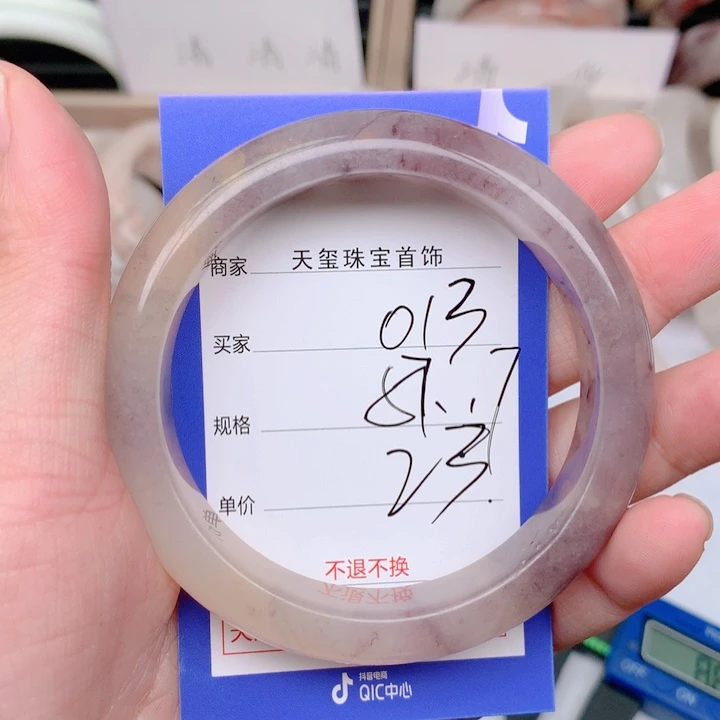 商家 天玺珠宝首饰
买家 013
规格 57.7
单价 23.
不退不换
抖音电商
QIC中心